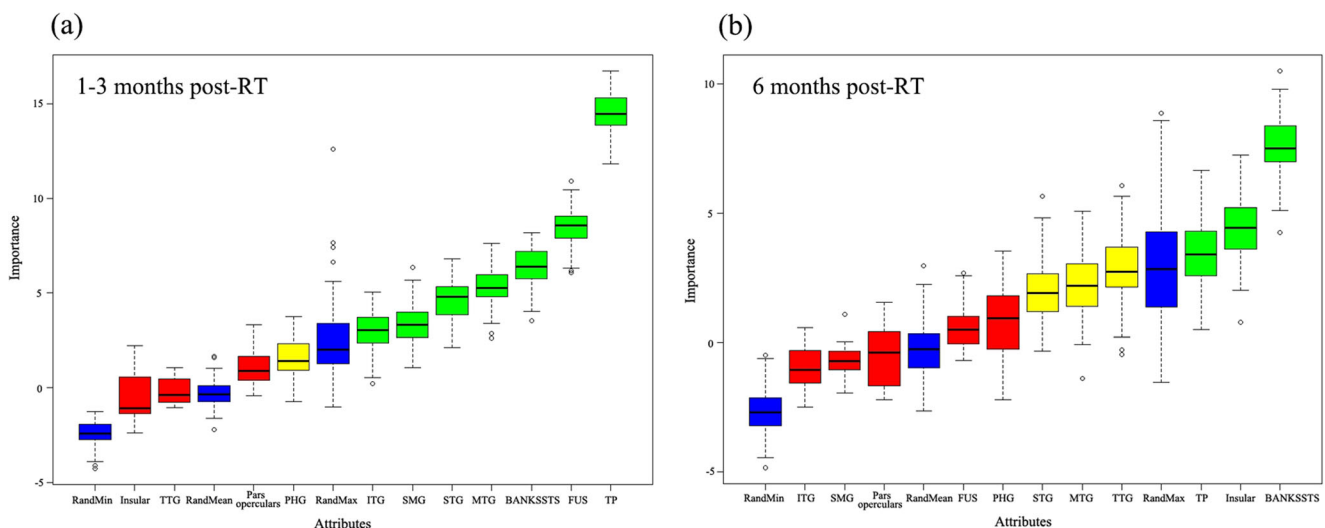 (a)
1-3 months post-RT
15
10
5
0
-5
Importance
RandMin Insular TTG RandMean Pars operculars PHG RandMax ITG SMG STG MTG BANKSSTS FUS TP
Attributes
(b)
6 months post-RT
10
5
0
-5
Importance
RandMin ITG SMG Pars operculars RandMean FUS PHG STG MTG TTG RandMax TP Insular BANKSSTS
Attributes